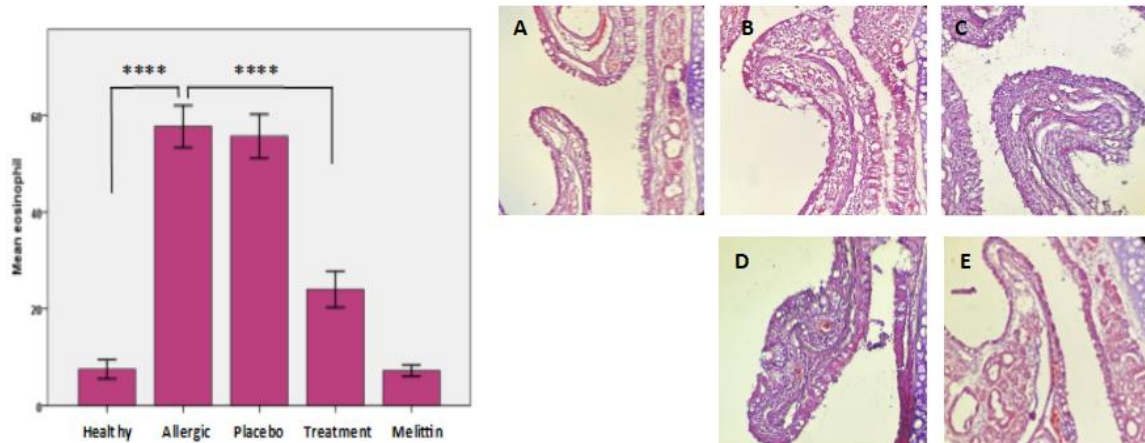 Mean eosinophil
60
40
20
0
**** ****
Healthy Allergic Placebo Treatment Melittin
A B C
D E